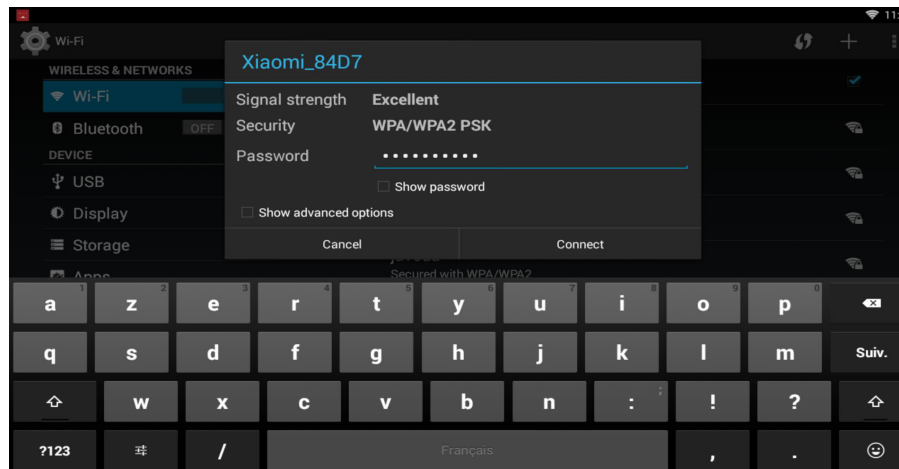 11:
Wi-Fi
WIRELESS & NETWORKS
Wi-Fi
Bluetooth OFF
DEVICE
USB
Display
Storage
Apps
Xiaomi_84D7
Signal strength Excellent
Security WPA/WPA2 PSK
Password ••••••••••
Show password
Show advanced options
Cancel Connect
Secured with WPA/WPA2
a 1 z 2 e 3 r 4 t 5 y 6 u 7 i 8 o 9 p 0
q s d f g h j k l m Suiv.
w x c v b n : ; ! ?
?123 / Français , .